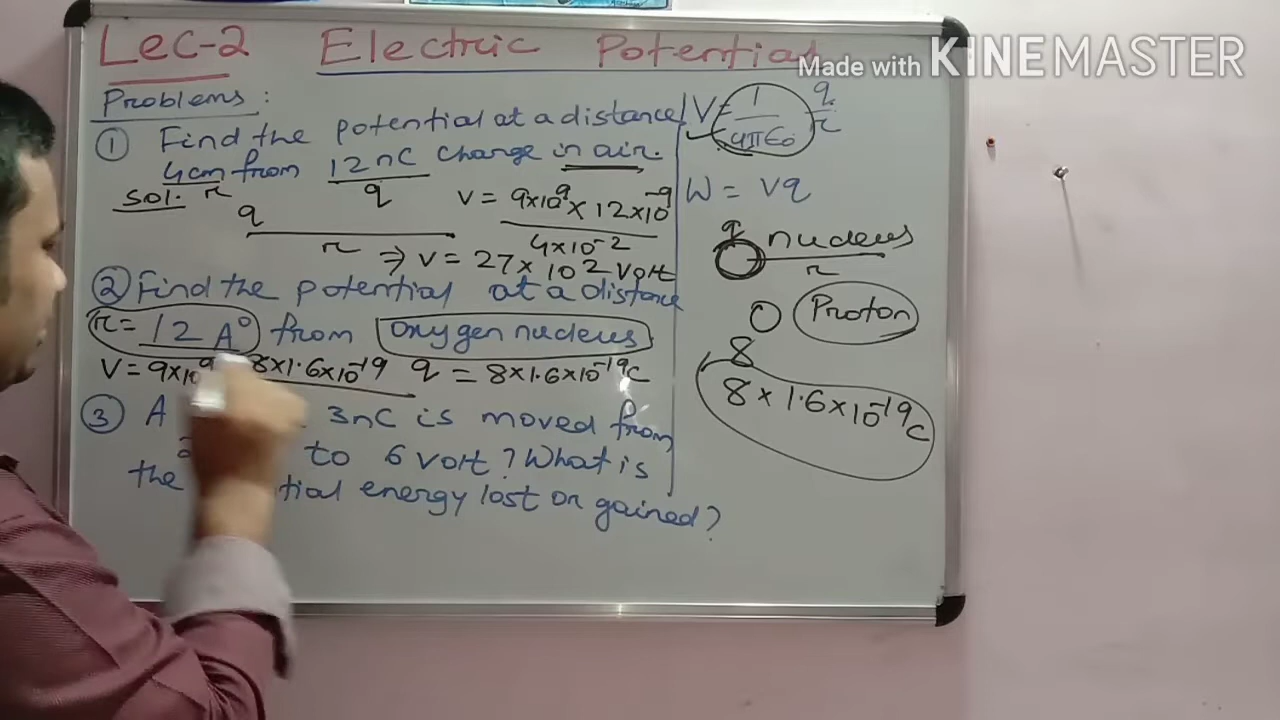 Lec-2 Electric Potential
Made with KINEMASTER
Problems:
① Find the potential at a distance
4cm from 12nC charge in air.
r q
Sol.
q
r
V = 9×10⁹ × 12×10⁻⁹
4×10⁻²
⇒ V = 27×10² Volt
② Find the potential at a distance
r = 12 A° from oxygen nucleus
V = 9×10⁹ 8×1.6×10⁻¹⁹ q = 8×1.6×10⁻¹⁹C
③ A 3nC is moved from
to 6 volt? What is
the energy lost or gained?
V = 1/4πε₀ q/r
W = Vq
q nucleus
r
Proton
8
8×1.6×10⁻¹⁹C